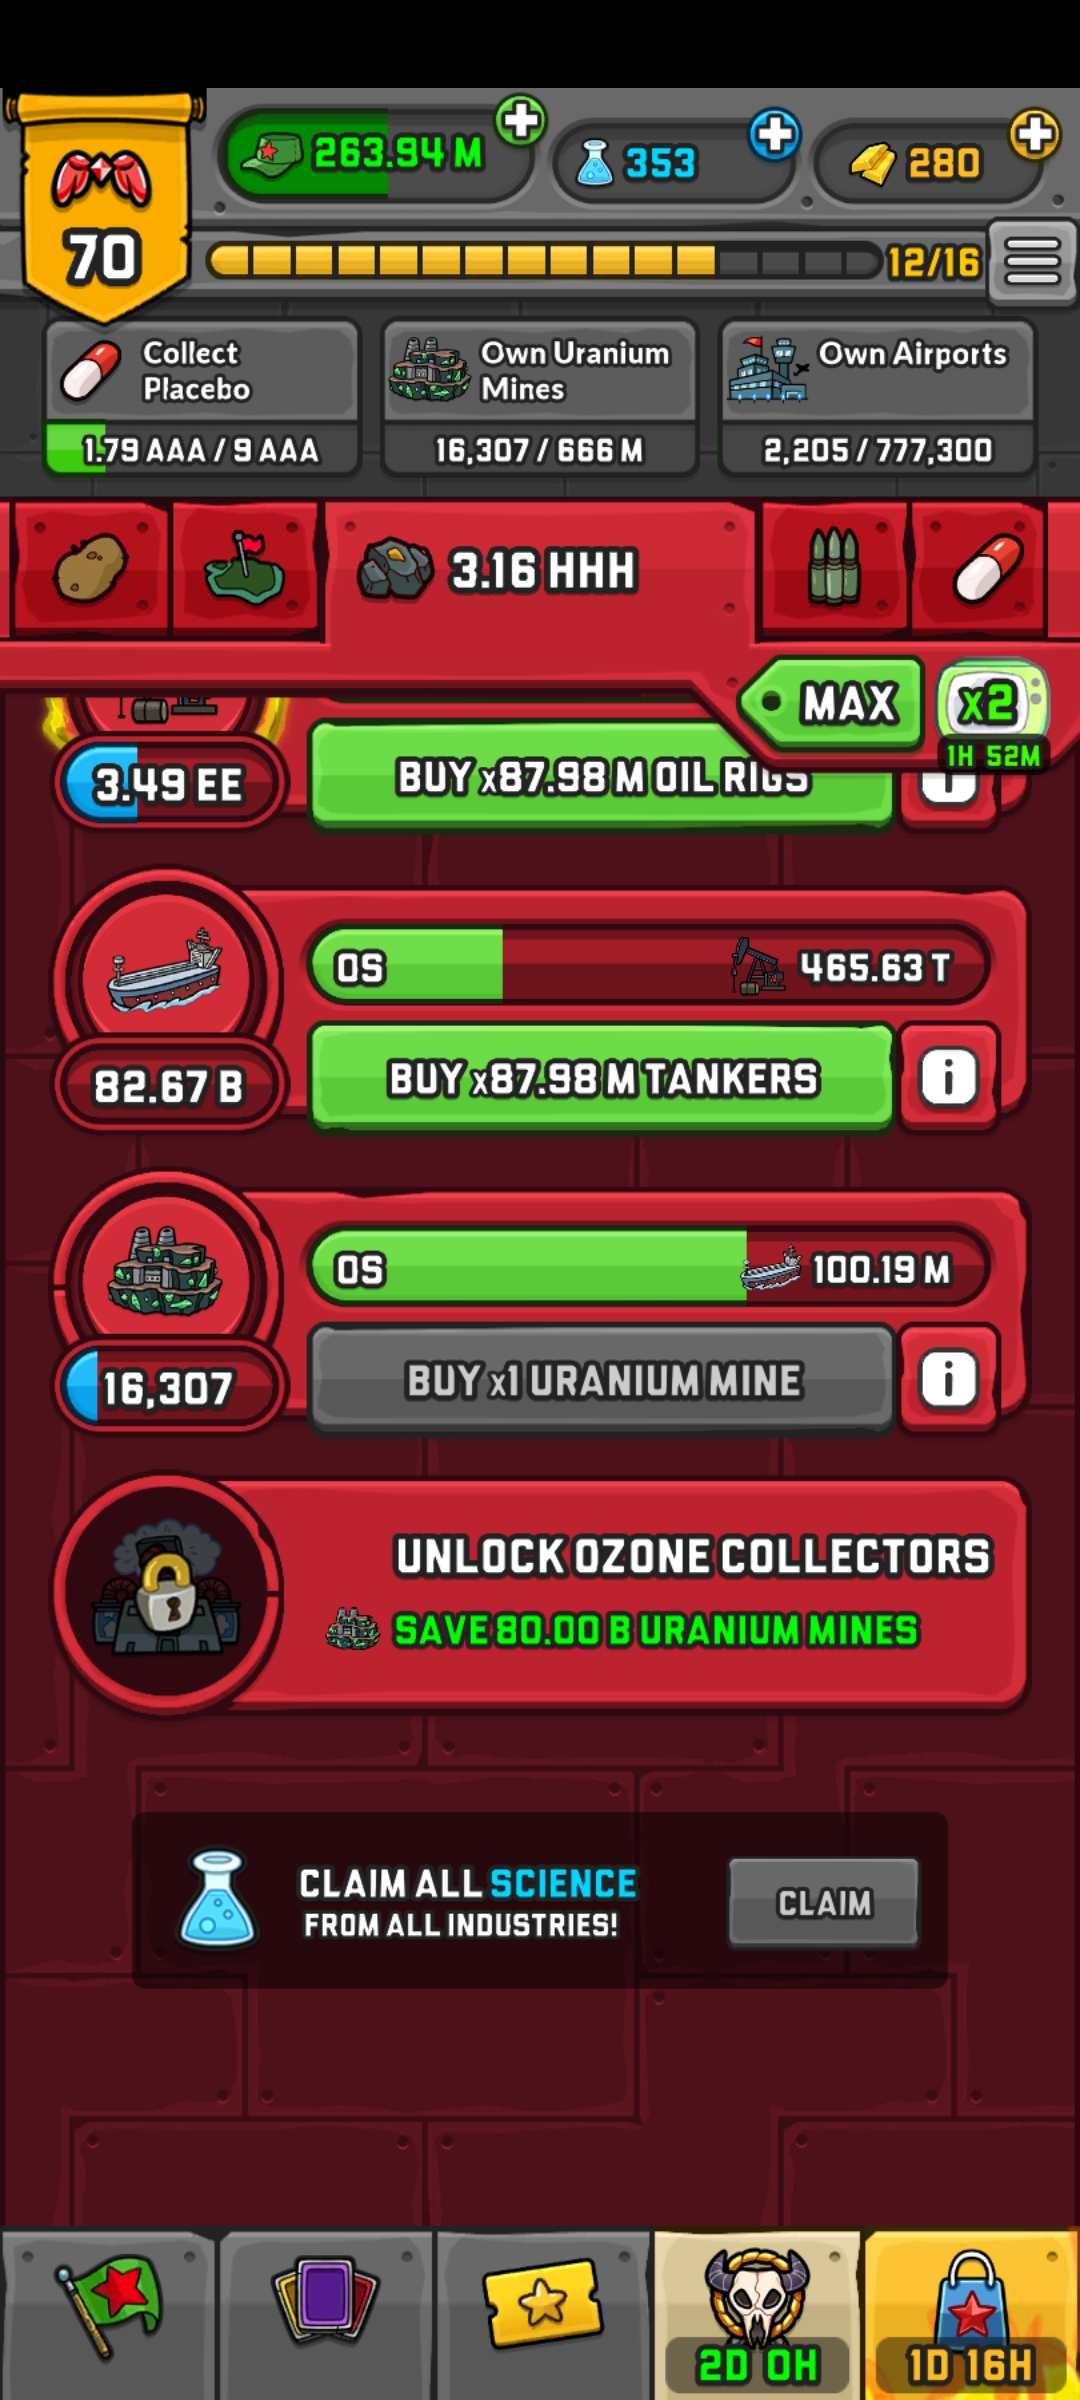 263.94 M
353
280
70
12/16
Collect
Placebo
1.79 AAA / 9 AAA
Own Uranium
Mines
16,307 / 666 M
Own Airports
2,205 / 777,300
3.16 HHH
MAX
x2
1H 52M
3.49 EE
BUY x87.98 M OIL RIGS
0S
465.63 T
82.67 B
BUY x87.98 M TANKERS
i
0S
100.19 M
16,307
BUY x1 URANIUM MINE
i
UNLOCK OZONE COLLECTORS
SAVE 80.00 B URANIUM MINES
CLAIM ALL SCIENCE
FROM ALL INDUSTRIES!
CLAIM
2D 0H
1D 16H